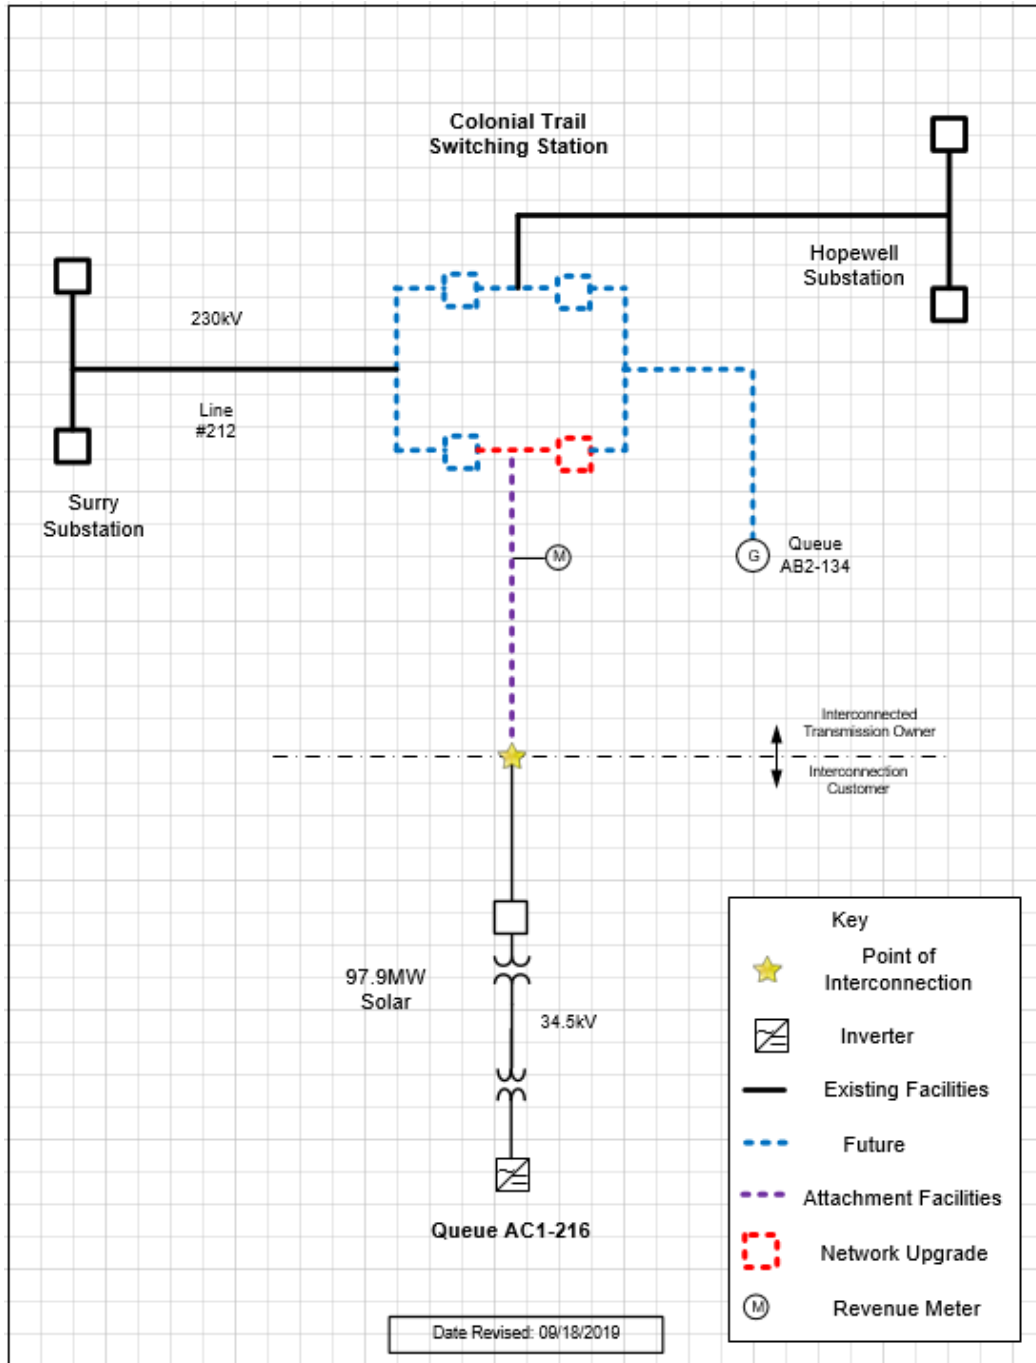 Colonial Trail
Switching Station
Hopewell
Substation
230kV
Line
#212
Surry
Substation
M
G
Queue
AB2-134
Interconnected
Transmission Owner
Interconnection
Customer
97.9MW
Solar
34.5kV
Queue AC1-216
Key
Point of
Interconnection
Inverter
Existing Facilities
Future
Attachment Facilities
Network Upgrade
M
Revenue Meter
Date Revised: 09/18/2019